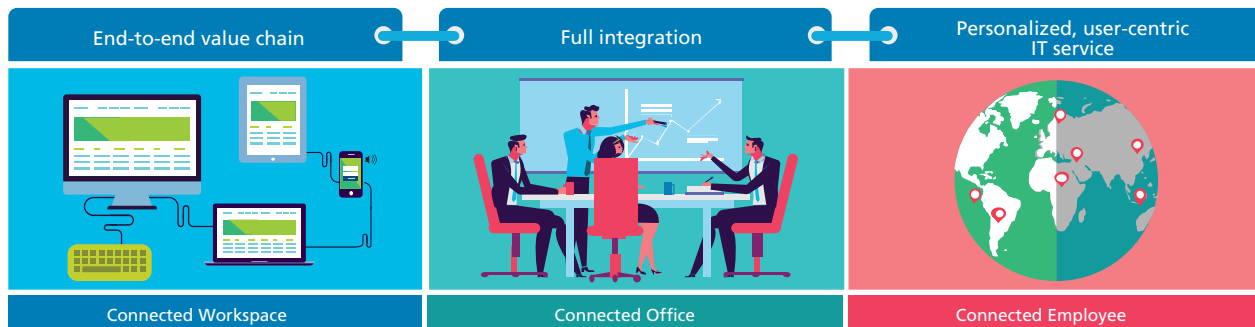 End-to-end value chain
Full integration
Personalized, user-centric
IT service
Connected Workspace
Connected Office
Connected Employee